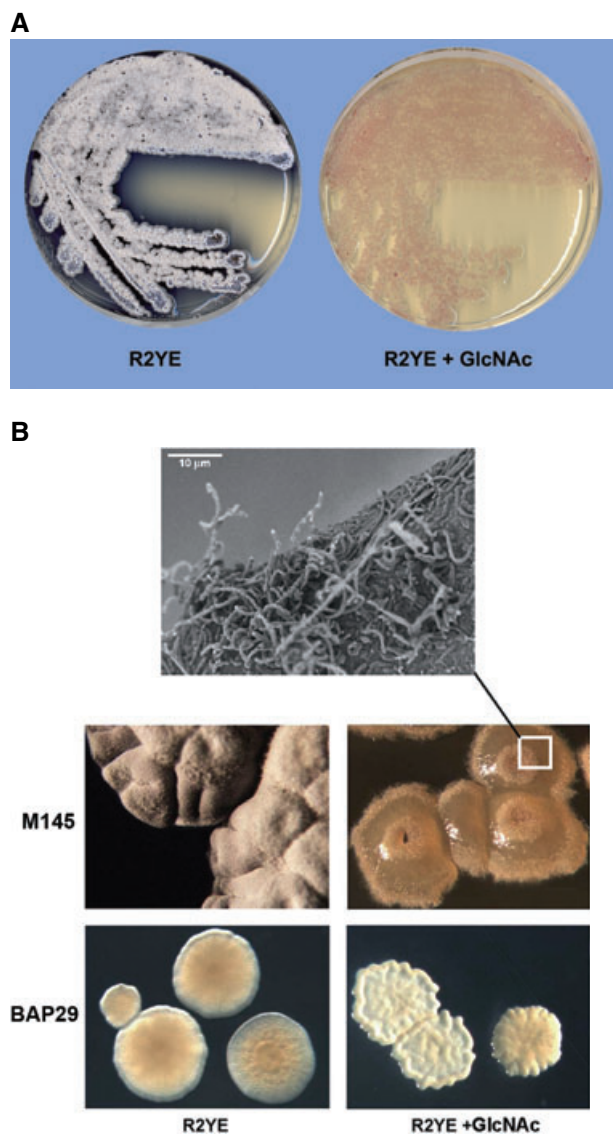 A
R2YE R2YE + GlcNAc
B
10 µm
M145
BAP29
R2YE R2YE +GlcNAc